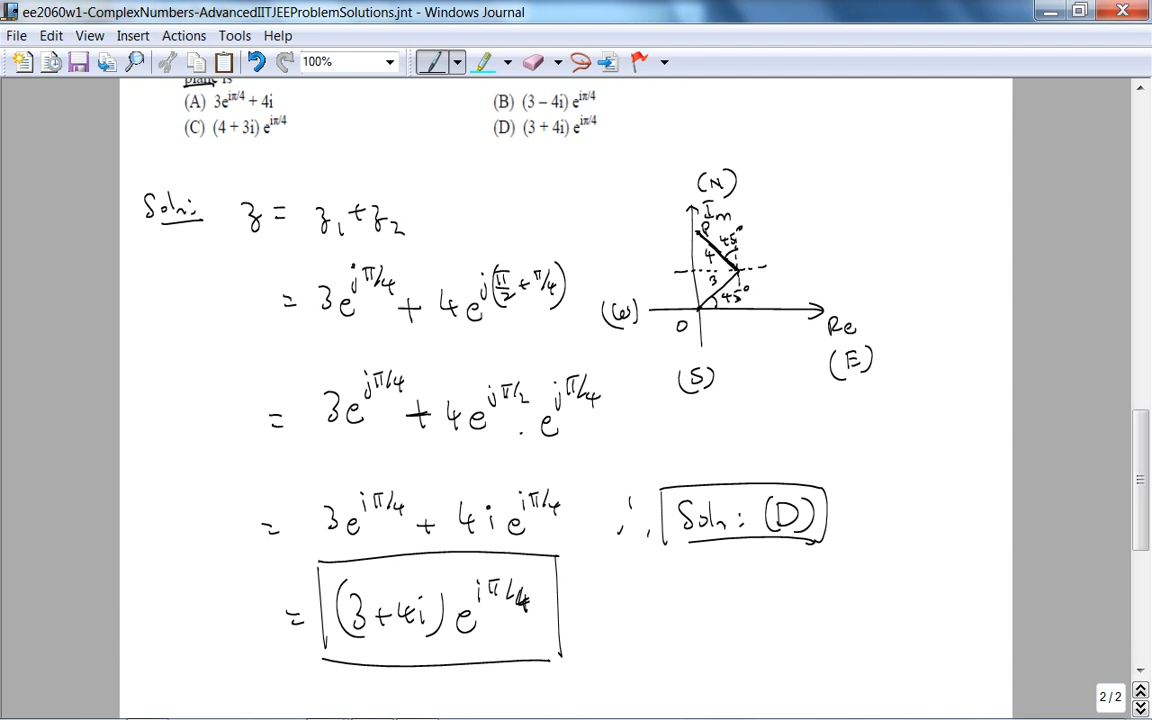 ee2060w1-ComplexNumbers-AdvancedIITJEEProblemSolutions.jnt - Windows Journal
File Edit View Insert Actions Tools Help
100%
plane is
(A) 3e^{iπ/4} + 4i (B) (3 – 4i) e^{iπ/4}
(C) (4 + 3i) e^{iπ/4} (D) (3 + 4i) e^{iπ/4}
Soln: z = z₁ + z₂
= 3e^{jπ/4} + 4e^{j(π/2 + π/4)}
= 3e^{jπ/4} + 4e^{jπ/2} . e^{jπ/4}
= 3e^{iπ/4} + 4i e^{iπ/4} ∴ Soln: (D)
= (3+4i) e^{iπ/4}
(N)
Im
P 45°
4
3
45°
(W) O Re
(E)
(S)
2 / 2